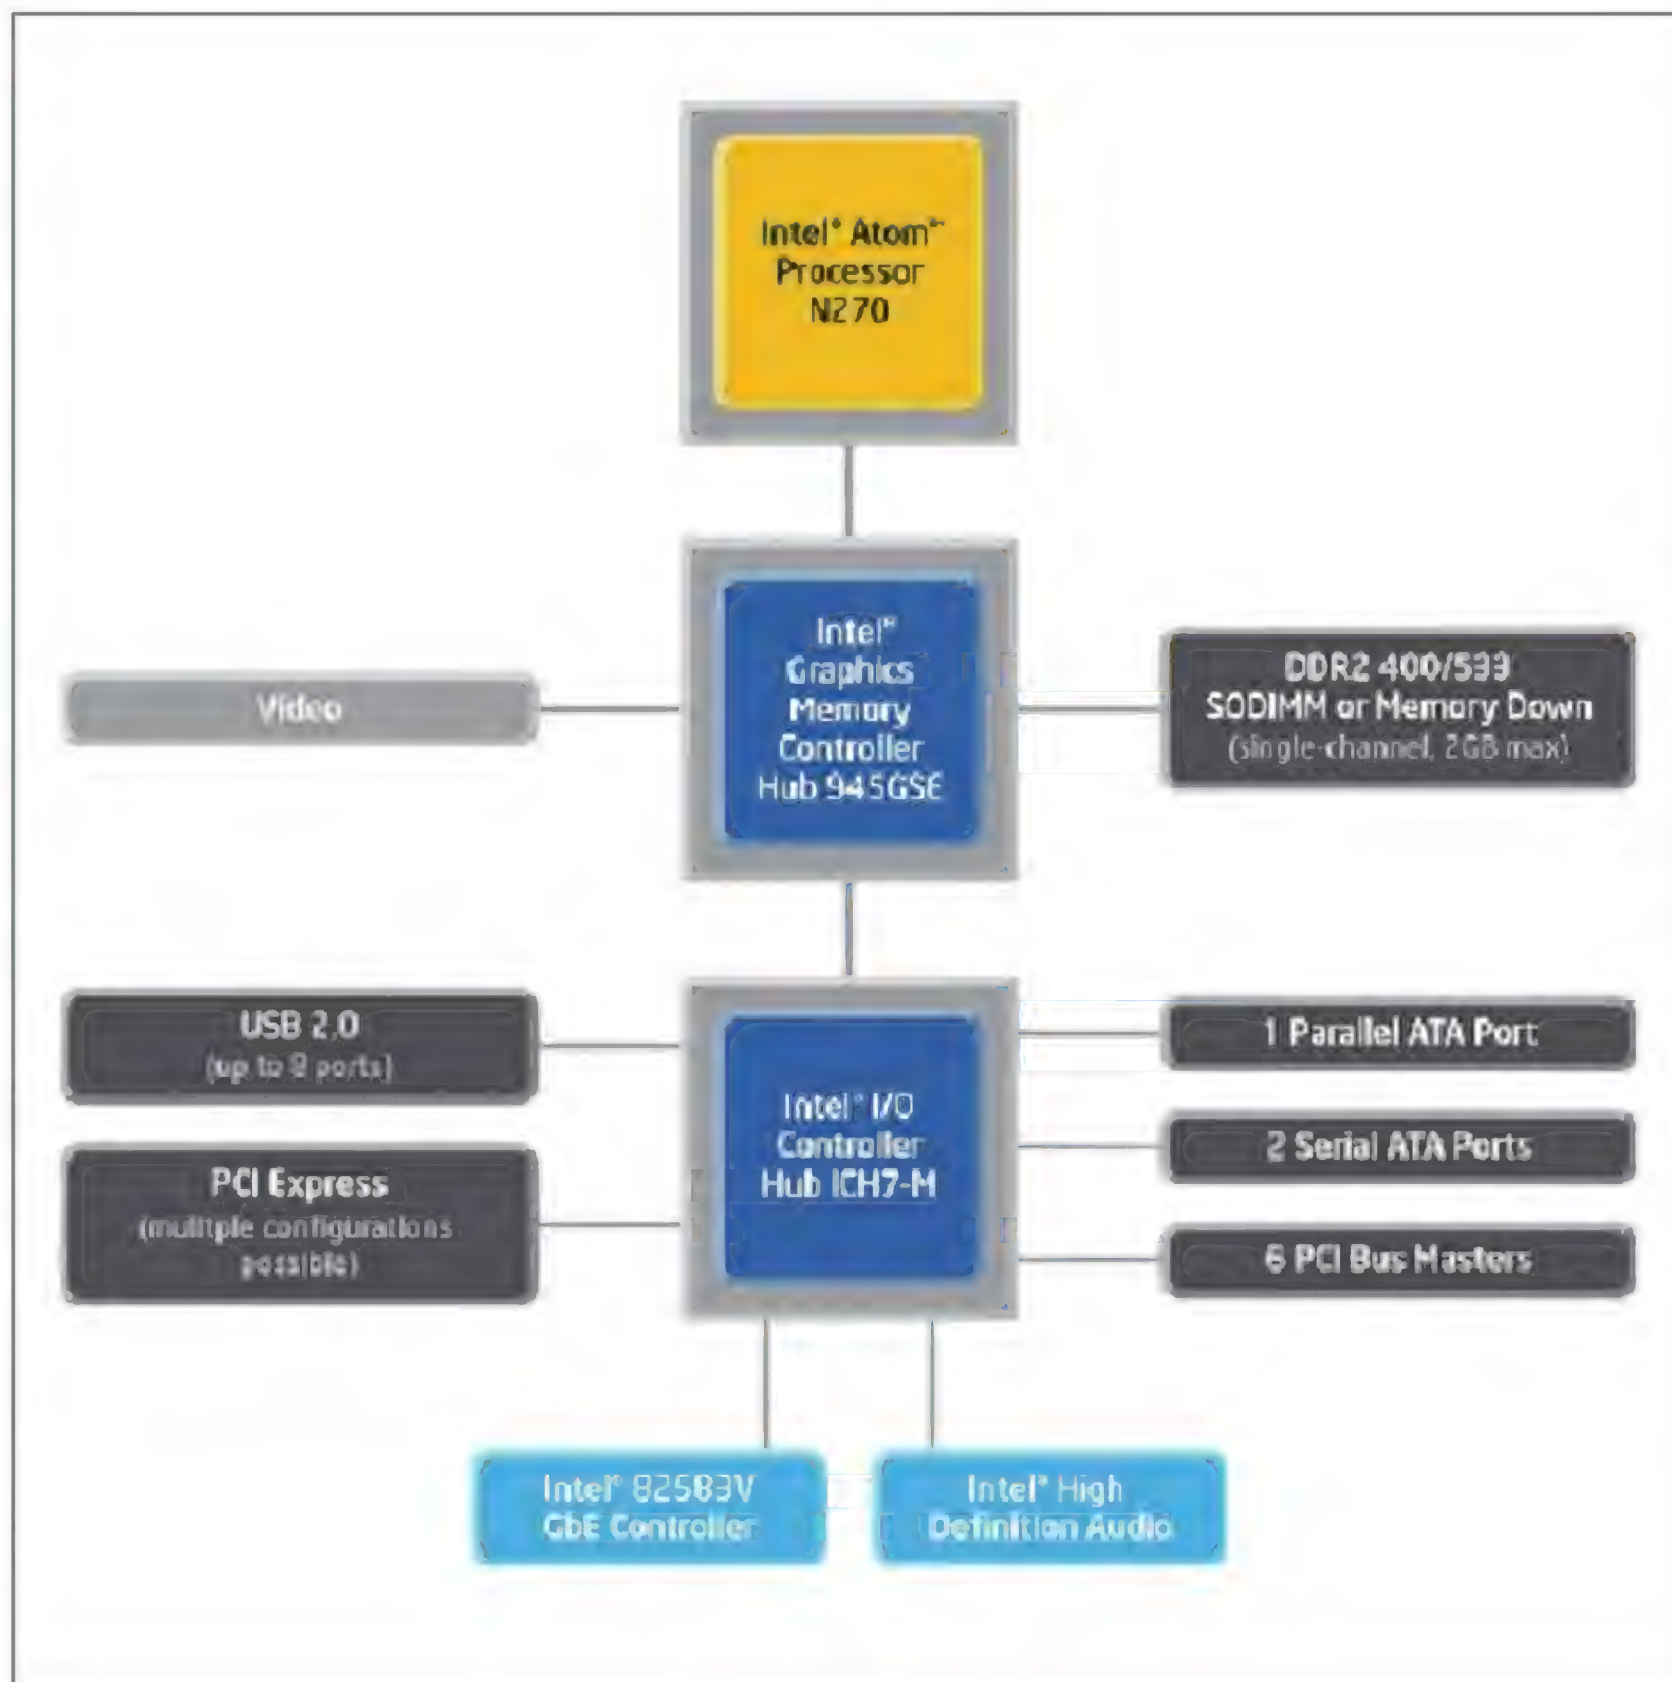 Intel® Atom™
Processor
N270
Intel®
Graphics
Memory
Controller
Hub 945GSE
Video
DDR2 400/533
SODIMM or Memory Down
(single-channel, 2GB max)
USB 2.0
(up to 8 ports)
PCI Express
(mulitple configurations
possible)
Intel® I/O
Controller
Hub ICH7-M
1 Parallel ATA Port
2 Serial ATA Ports
6 PCI Bus Masters
Intel® 82583V
GbE Controller
Intel® High
Definition Audio